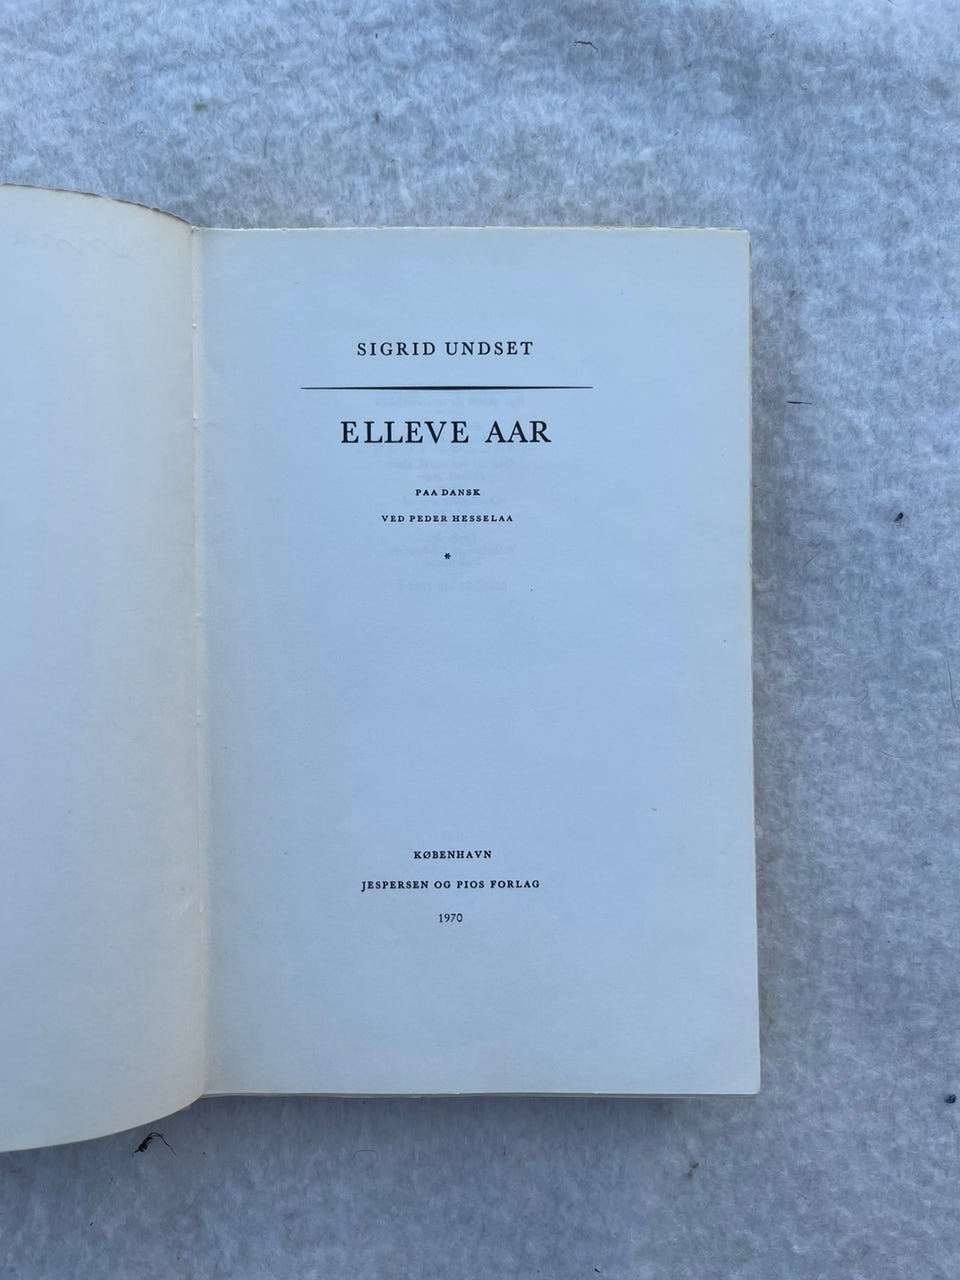 SIGRID UNDSET
ELLEVE AAR
PAA DANSK
VED PEDER HESSELAA
*
KØBENHAVN
JESPERSEN OG PIOS FORLAG
1970